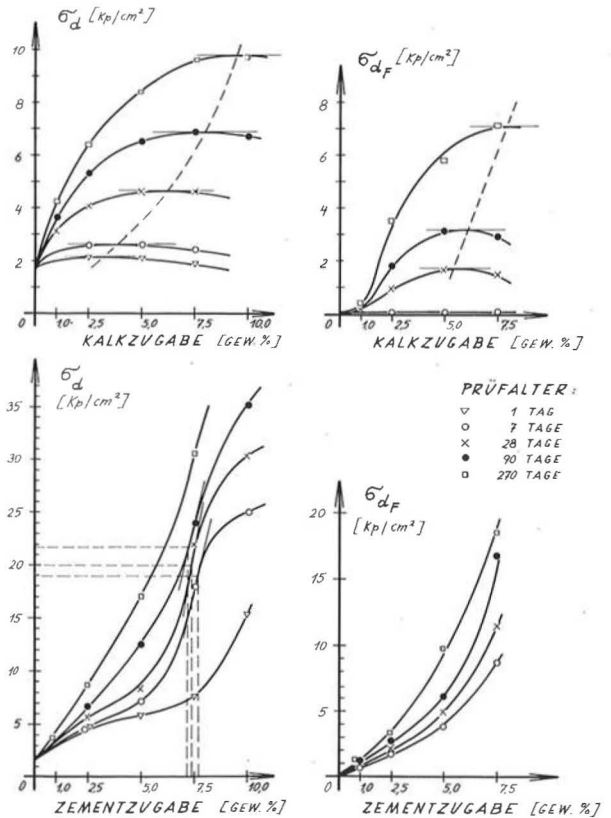 σd [Kp/cm²]
10
8
6
4
2
0
1,0
2,5
5,0
7,5
10,0
KALKZUGABE [GEW. %]
σdF [Kp/cm²]
8
6
4
2
0
1,0
2,5
5,0
7,5
KALKZUGABE [GEW. %]
σd
[Kp/cm²]
35
30
25
20
15
10
5
0
1,0
2,5
5,0
7,5
10,0
ZEMENTZUGABE [GEW. %]
PRÜFALTER:
1 TAG
7 TAGE
28 TAGE
90 TAGE
270 TAGE
σdF
[Kp/cm²]
20
15
10
5
0
1,0
2,5
5,0
7,5
ZEMENTZUGABE [GEW. %]